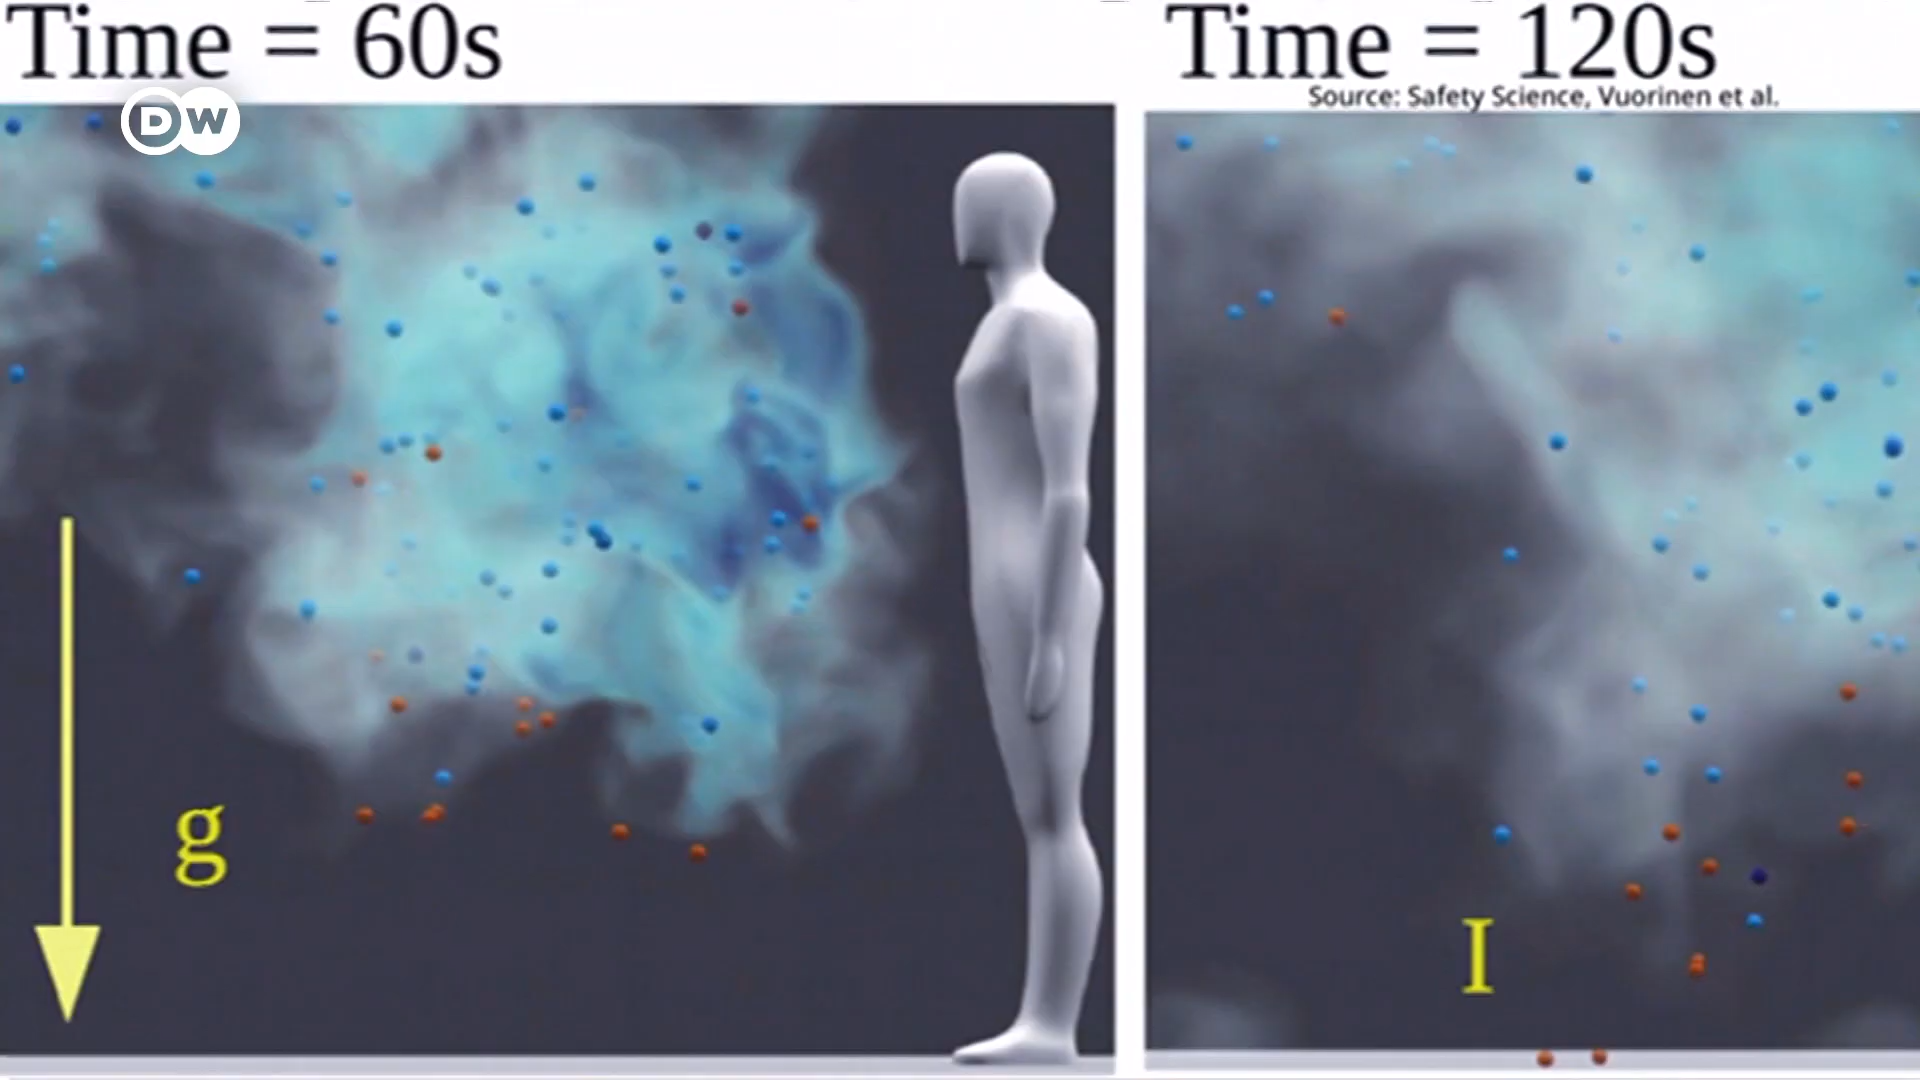 Time = 60s
Time = 120s
Source: Safety Science, Vuorinen et al.
DW
g
I